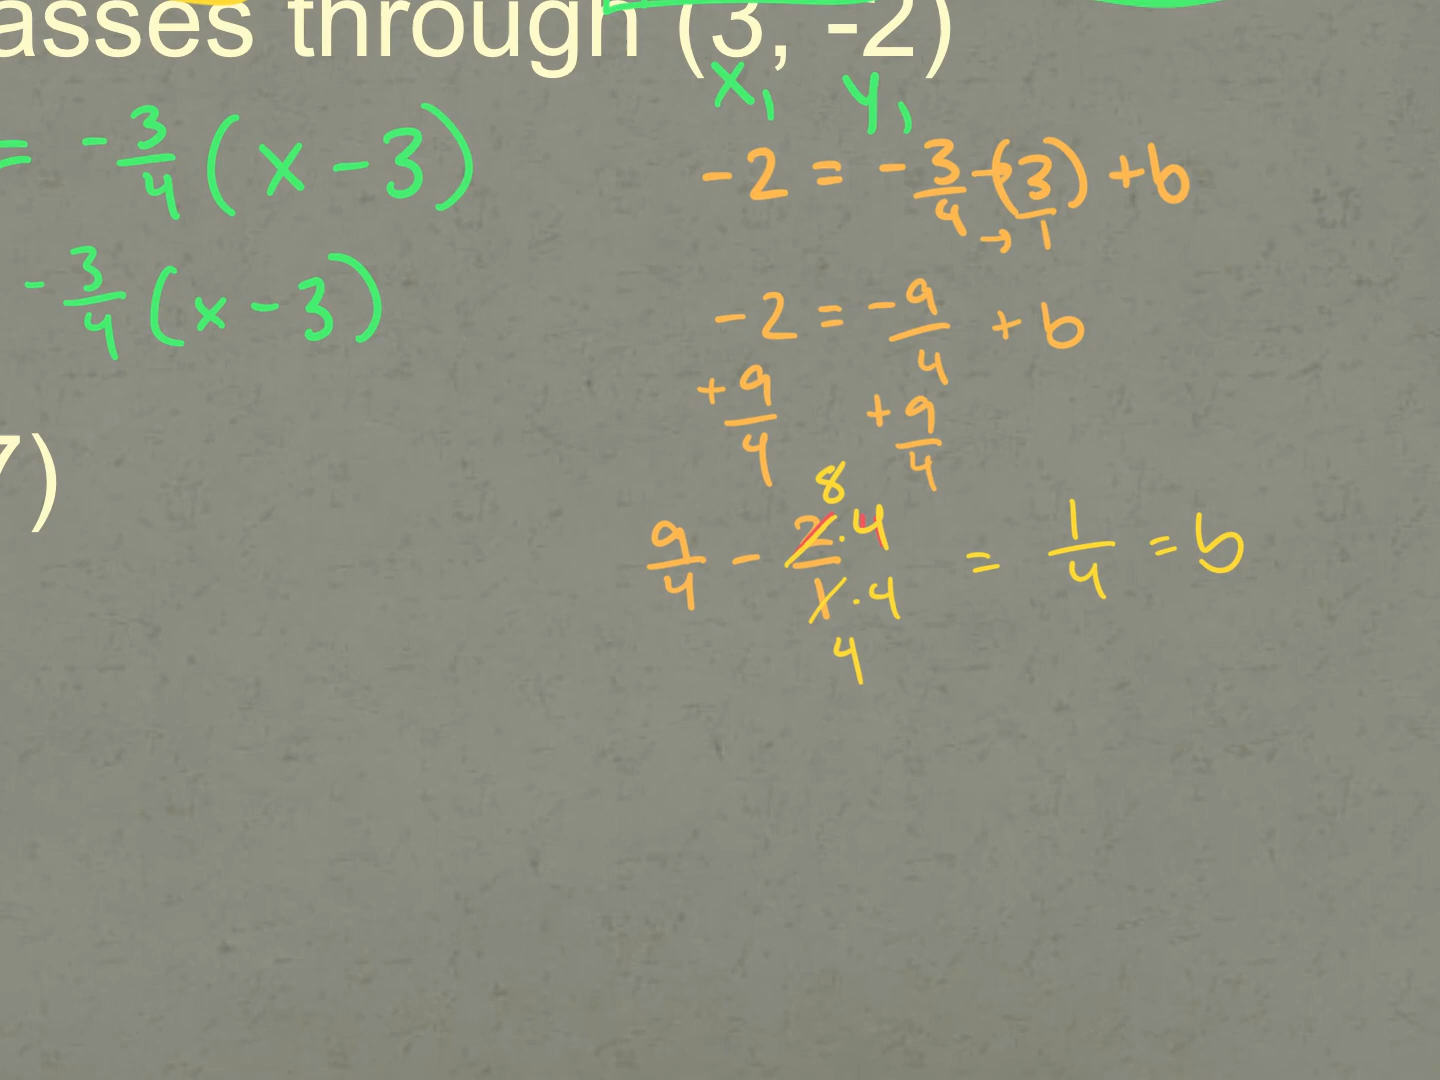 asses through (3, -2)
x₁ y₁
= -3/4 (x - 3)
-2 = -3/4 (3/1) + b
→
-3/4 (x - 3)
-2 = -9/4 + b
+9/4 +9/4
7)
8
9/4 - 2·4/1·4 = 1/4 = b
4